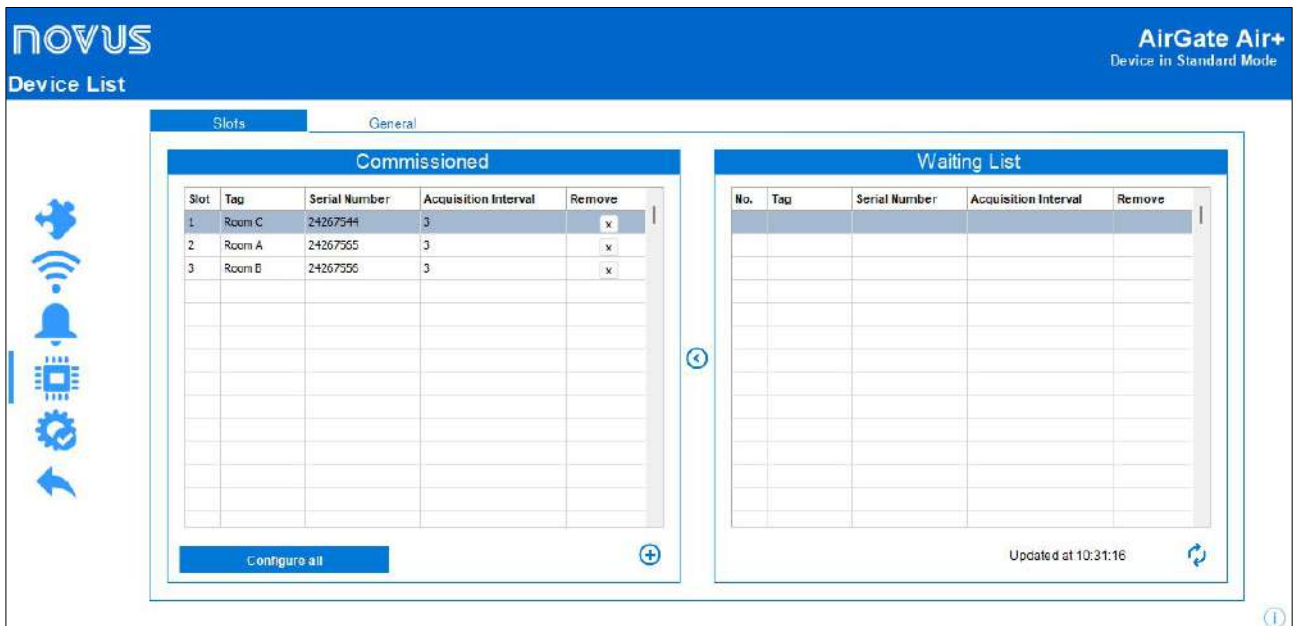 NOVUS
AirGate Air+
Device in Standard Mode
Device List
Slots General
Commissioned
Slot Tag Serial Number Acquisition Interval Remove
1 Room C 24267544 3 x
2 Room A 24267565 3 x
3 Room B 24267556 3 x
Configure all
Waiting List
No. Tag Serial Number Acquisition Interval Remove
Updated at 10:31:16